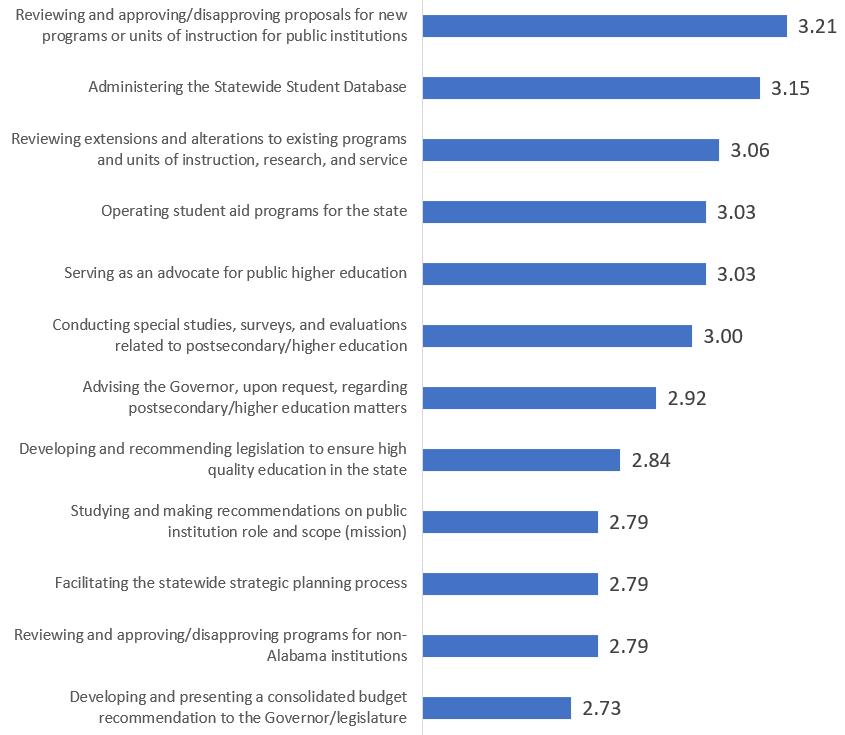 Reviewing and approving/disapproving proposals for new
programs or units of instruction for public institutions
3.21
Administering the Statewide Student Database
3.15
Reviewing extensions and alterations to existing programs
and units of instruction, research, and service
3.06
Operating student aid programs for the state
3.03
Serving as an advocate for public higher education
3.03
Conducting special studies, surveys, and evaluations
related to postsecondary/higher education
3.00
Advising the Governor, upon request, regarding
postsecondary/higher education matters
2.92
Developing and recommending legislation to ensure high
quality education in the state
2.84
Studying and making recommendations on public
institution role and scope (mission)
2.79
Facilitating the statewide strategic planning process
2.79
Reviewing and approving/disapproving programs for non-
Alabama institutions
2.79
Developing and presenting a consolidated budget
recommendation to the Governor/legislature
2.73